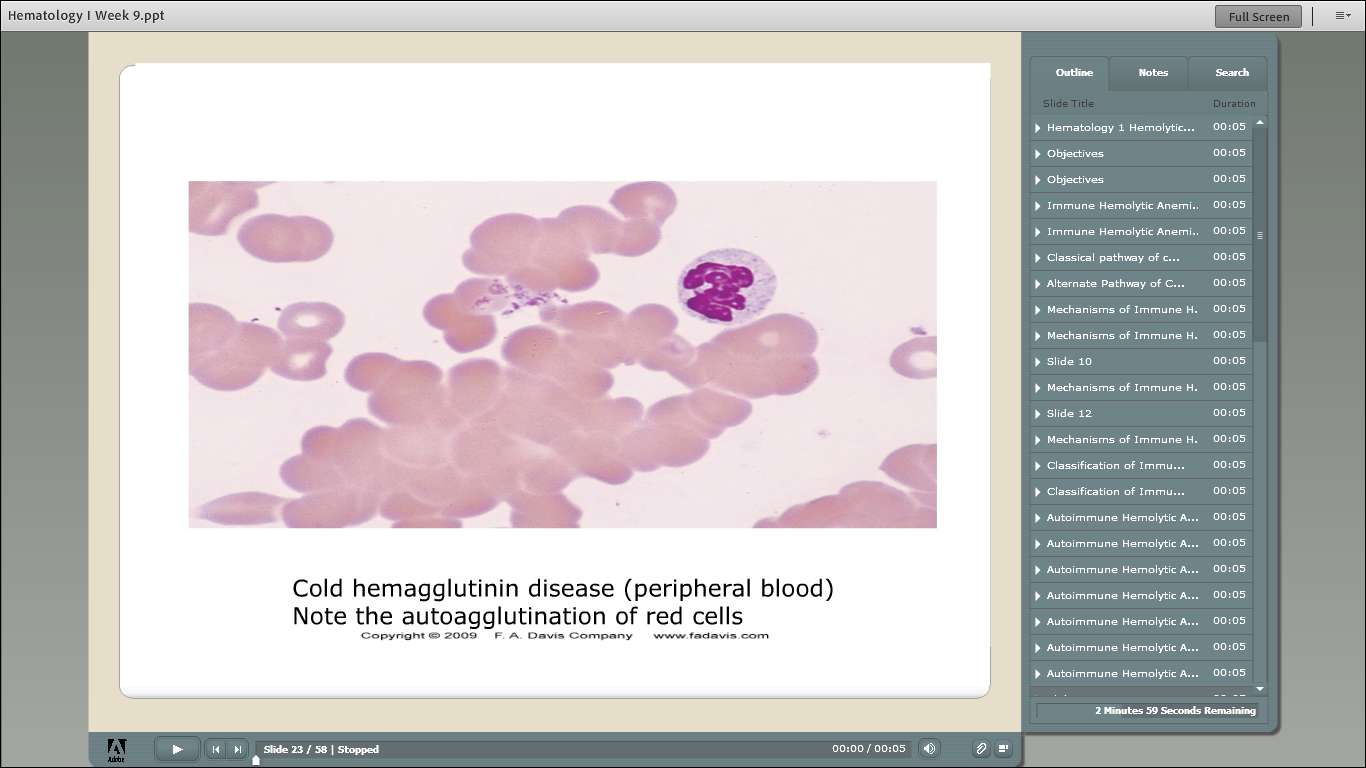 Hematology I Week 9.ppt
Full Screen
Cold hemagglutinin disease (peripheral blood)
Note the autoagglutination of red cells
Copyright © 2009 F. A. Davis Company www.fadavis.com
Outline Notes Search
Slide Title Duration
Hematology 1 Hemolytic... 00:05
Objectives 00:05
Objectives 00:05
Immune Hemolytic Anemi.. 00:05
Immune Hemolytic Anemi.. 00:05
Classical pathway of c... 00:05
Alternate Pathway of C... 00:05
Mechanisms of Immune H. 00:05
Mechanisms of Immune H. 00:05
Slide 10 00:05
Mechanisms of Immune H. 00:05
Slide 12 00:05
Mechanisms of Immune H. 00:05
Classification of Immu... 00:05
Classification of Immu... 00:05
Autoimmune Hemolytic A... 00:05
Autoimmune Hemolytic A... 00:05
Autoimmune Hemolytic A... 00:05
Autoimmune Hemolytic A... 00:05
Autoimmune Hemolytic A... 00:05
Autoimmune Hemolytic A... 00:05
Autoimmune Hemolytic A... 00:05
2 Minutes 59 Seconds Remaining
Adobe
Slide 23 / 58 | Stopped
00:00 / 00:05